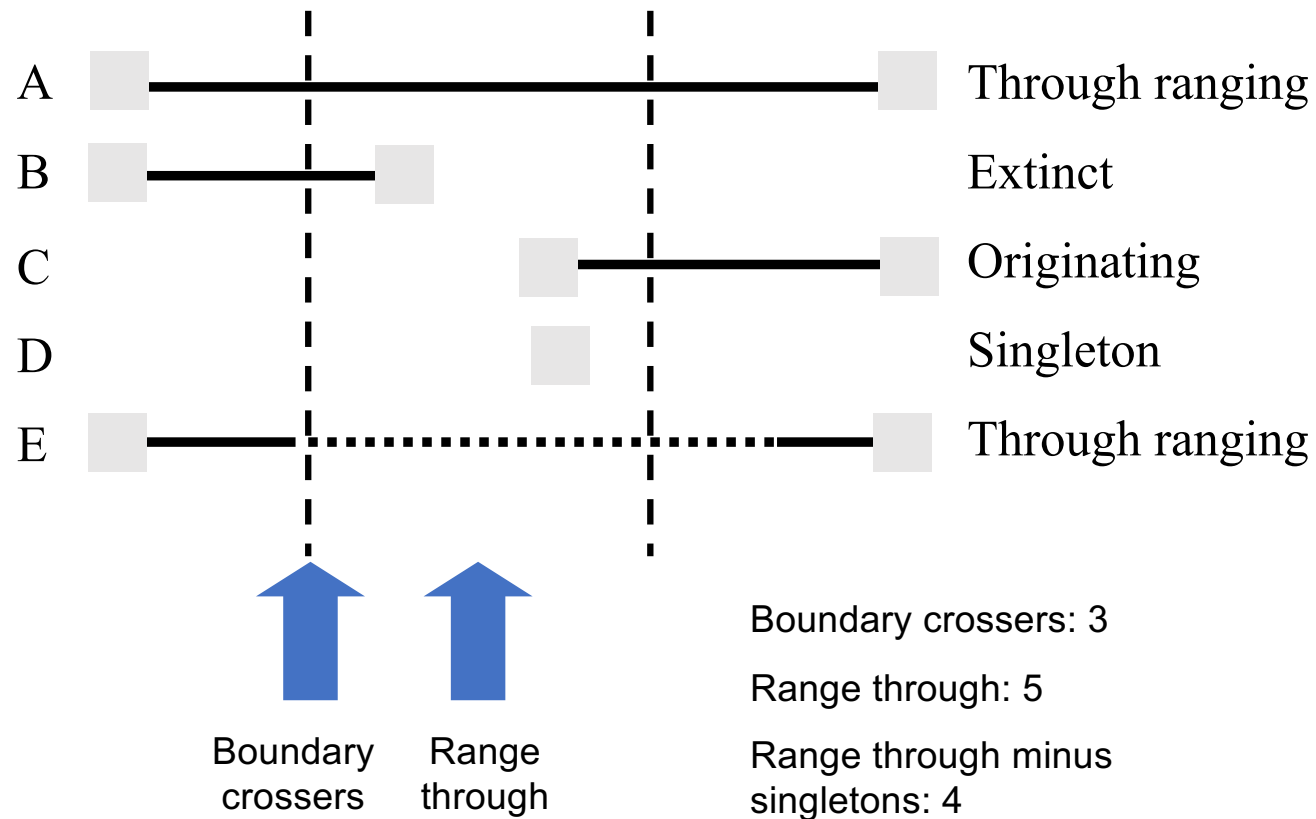 A Through ranging
B Extinct
C Originating
D Singleton
E Through ranging
Boundary
crossers
Range
through
Boundary crossers: 3
Range through: 5
Range through minus
singletons: 4